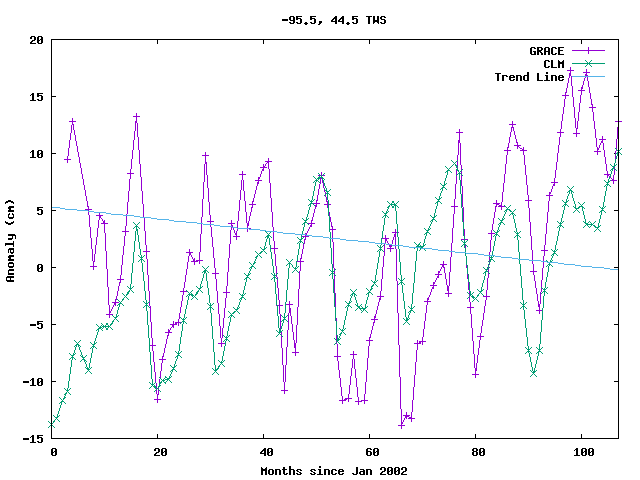 -95.5, 44.5 TWS
GRACE
CLM
Trend Line
20
15
10
5
0
-5
-10
-15
Anomaly (cm)
0 20 40 60 80 100
Months since Jan 2002